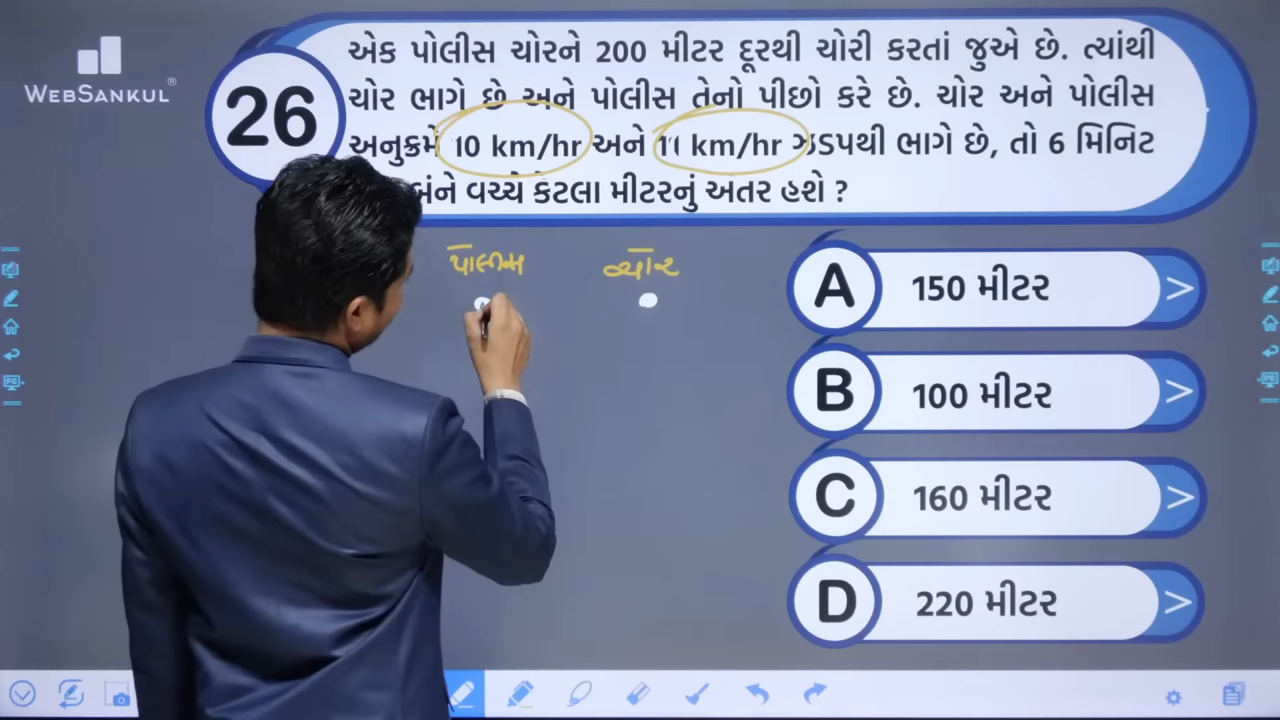 WEBSANKUL®
26
એક પોલીસ ચોરને 200 મીટર દૂરથી ચોરી કરતાં જુએ છે. ત્યાંથી
ચોર ભાગે છે અને પોલીસ તેનો પીછો કરે છે. ચોર અને પોલીસ
અનુક્રમે 10 km/hr અને 11 km/hr ઝડપથી ભાગે છે, તો 6 મિનિટ
બંને વચ્ચે કેટલા મીટરનું અતર હશે ?
પોલીસ ચોર
A 150 મીટર >
B 100 મીટર >
C 160 મીટર >
D 220 મીટર >